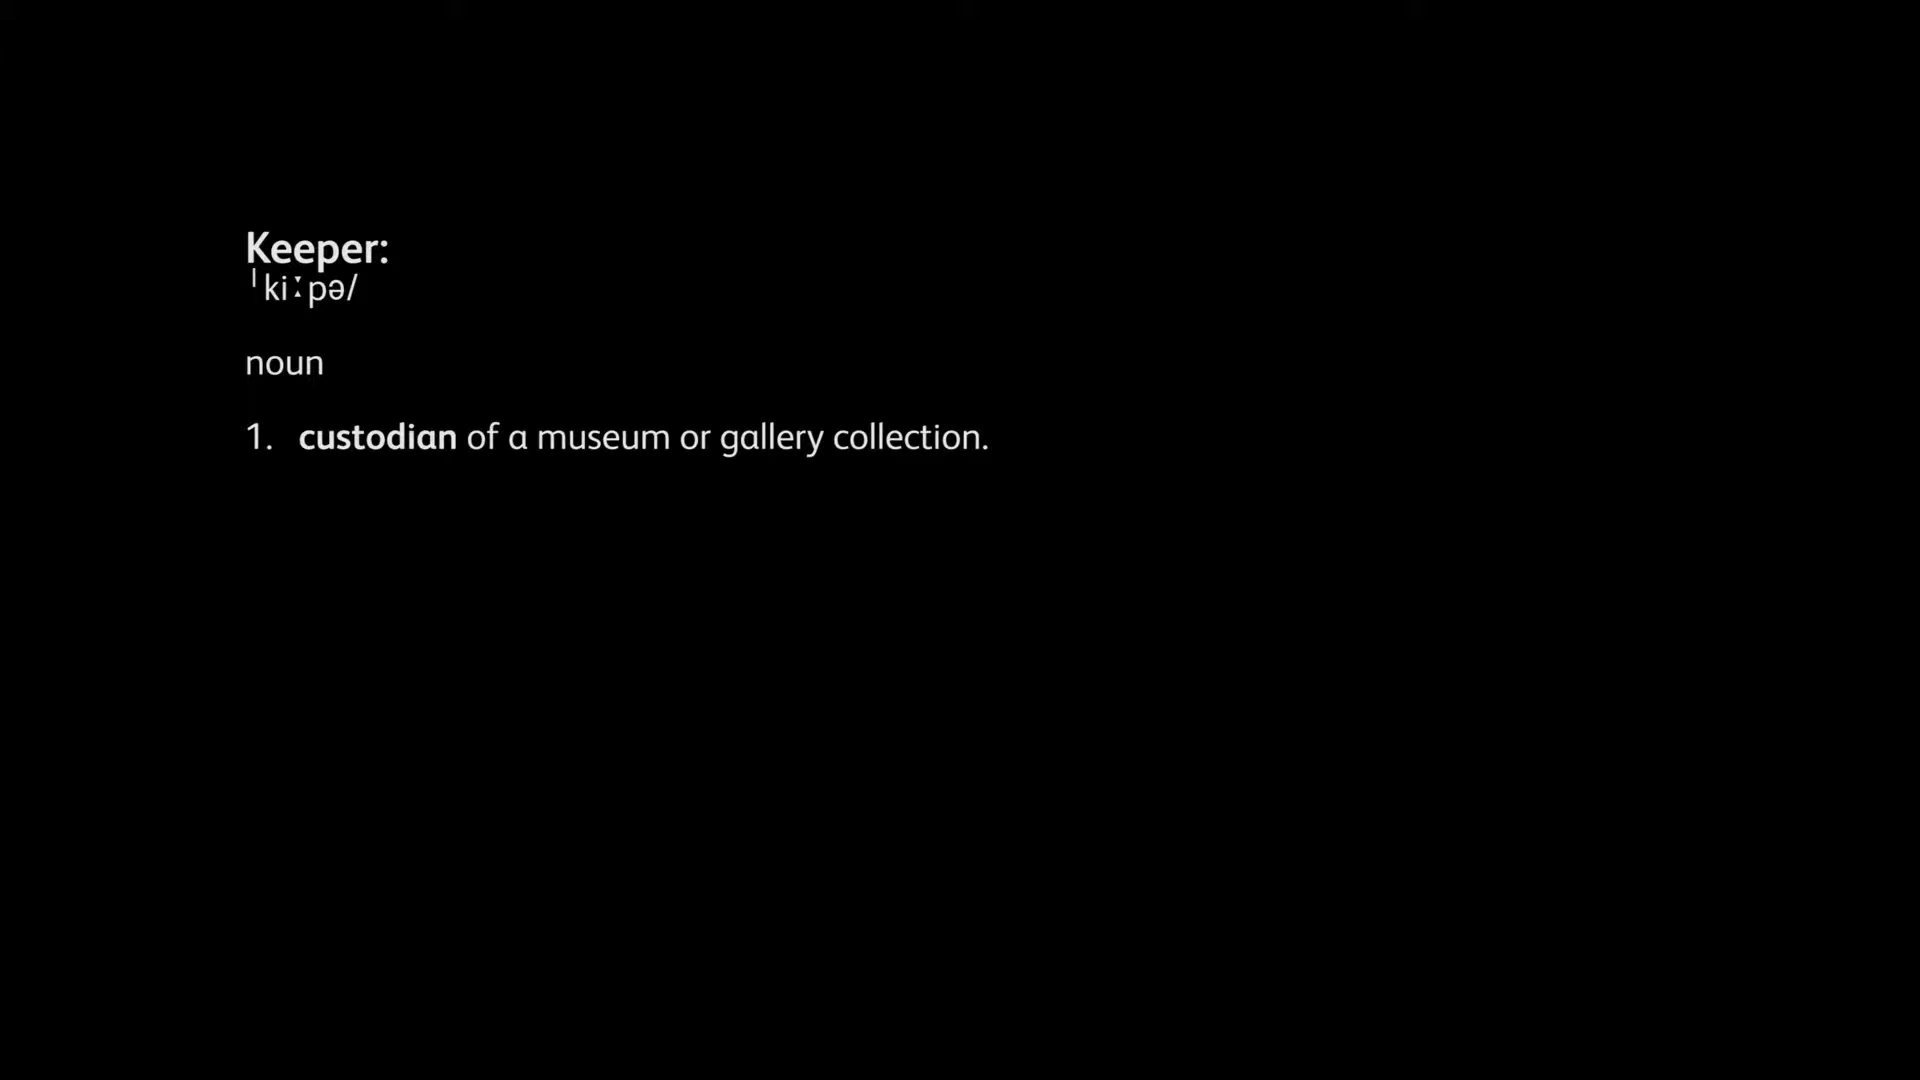 Keeper:
ˈkiːpə/
noun
1. custodian of a museum or gallery collection.